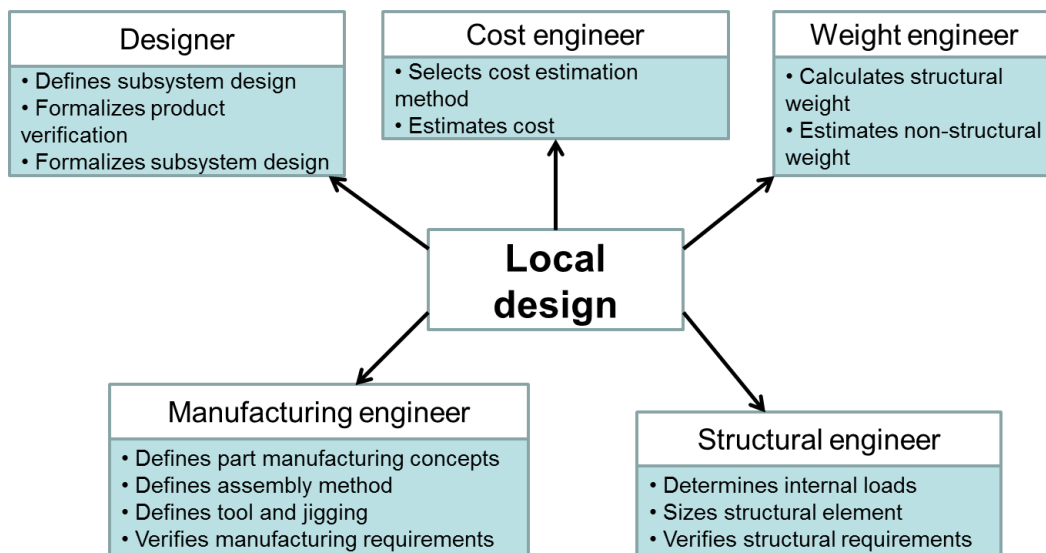 Designer
• Defines subsystem design
• Formalizes product
verification
• Formalizes subsystem design
Cost engineer
• Selects cost estimation
method
• Estimates cost
Weight engineer
• Calculates structural
weight
• Estimates non-structural
weight
Local
design
Manufacturing engineer
• Defines part manufacturing concepts
• Defines assembly method
• Defines tool and jigging
• Verifies manufacturing requirements
Structural engineer
• Determines internal loads
• Sizes structural element
• Verifies structural requirements